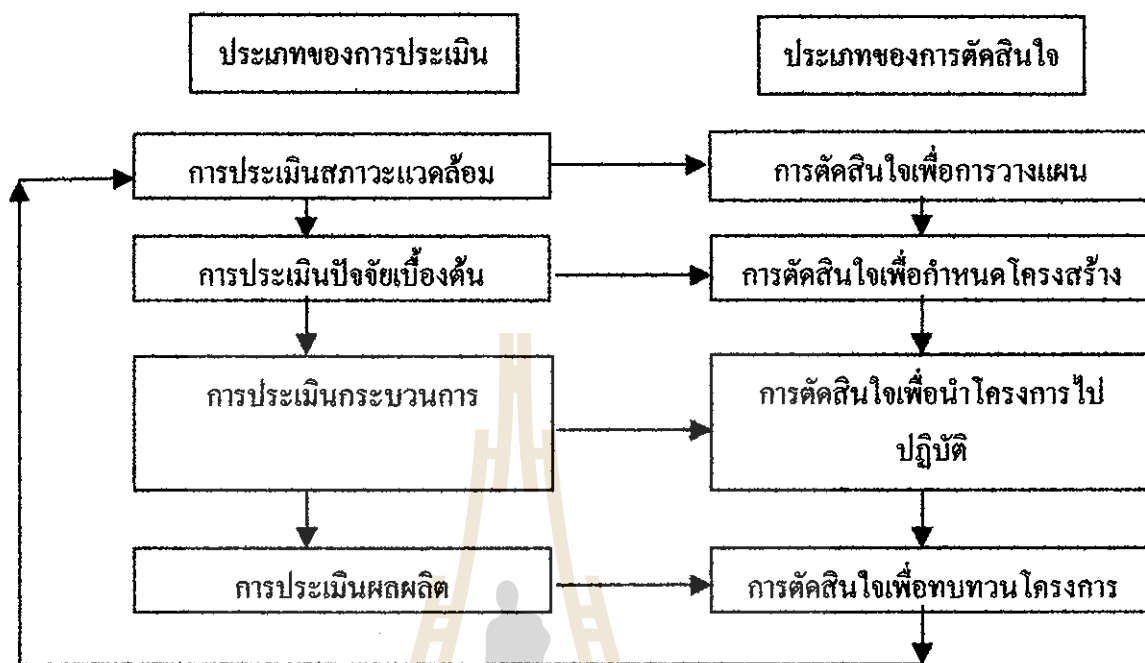 ประเภทของการประเมิน
ประเภทของการตัดสินใจ
การประเมินสภาวะแวดล้อม
การตัดสินใจเพื่อการวางแผน
การประเมินปัจจัยเบื้องต้น
การตัดสินใจเพื่อกำหนดโครงสร้าง
การประเมินกระบวนการ
การตัดสินใจเพื่อนำโครงการไป
ปฏิบัติ
การประเมินผลผลิต
การตัดสินใจเพื่อทบทวนโครงการ